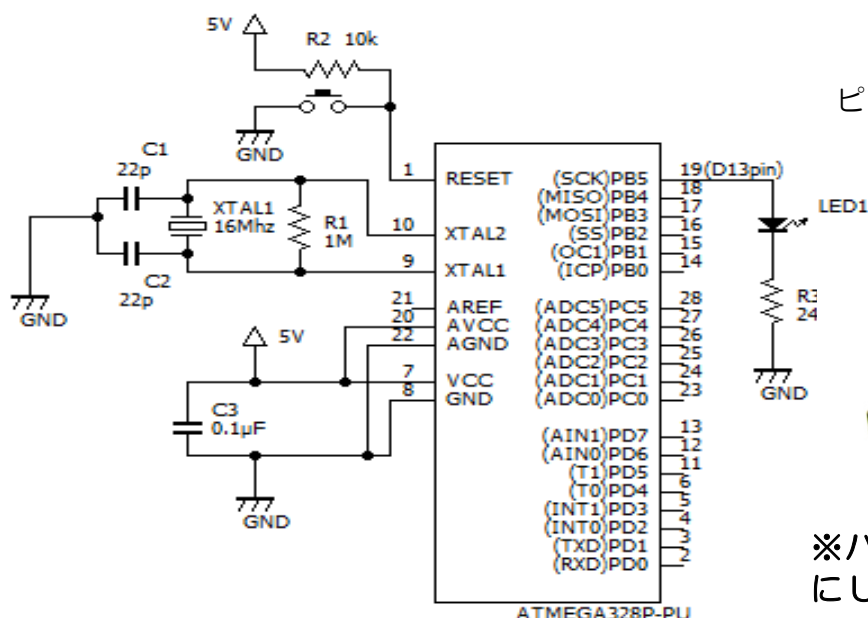 5V
R2 10k
GND
C1
22p
XTAL1
16Mhz
R1
1M
C2
22p
GND
1 RESET
10 XTAL2
9 XTAL1
21 AREF
20 AVCC
22 AGND
7 VCC
8 GND
5V
C3
0.1µF
GND
(SCK)PB5 19(D13pin)
(MISO)PB4 18
(MOSI)PB3 17
(SS)PB2 16
(OC1)PB1 15
(ICP)PB0 14
(ADC5)PC5 28
(ADC4)PC4 27
(ADC3)PC3 26
(ADC2)PC2 25
(ADC1)PC1 24
(ADC0)PC0 23
(AIN1)PD7 13
(AIN0)PD6 12
(T1)PD5 11
(T0)PD4 6
(INT1)PD3 5
(INT0)PD2 4
(TXD)PD1 3
(RXD)PD0 2
ATMEGA328P-PU
LED1
R3
24
GND
ピ
※ハ
にし